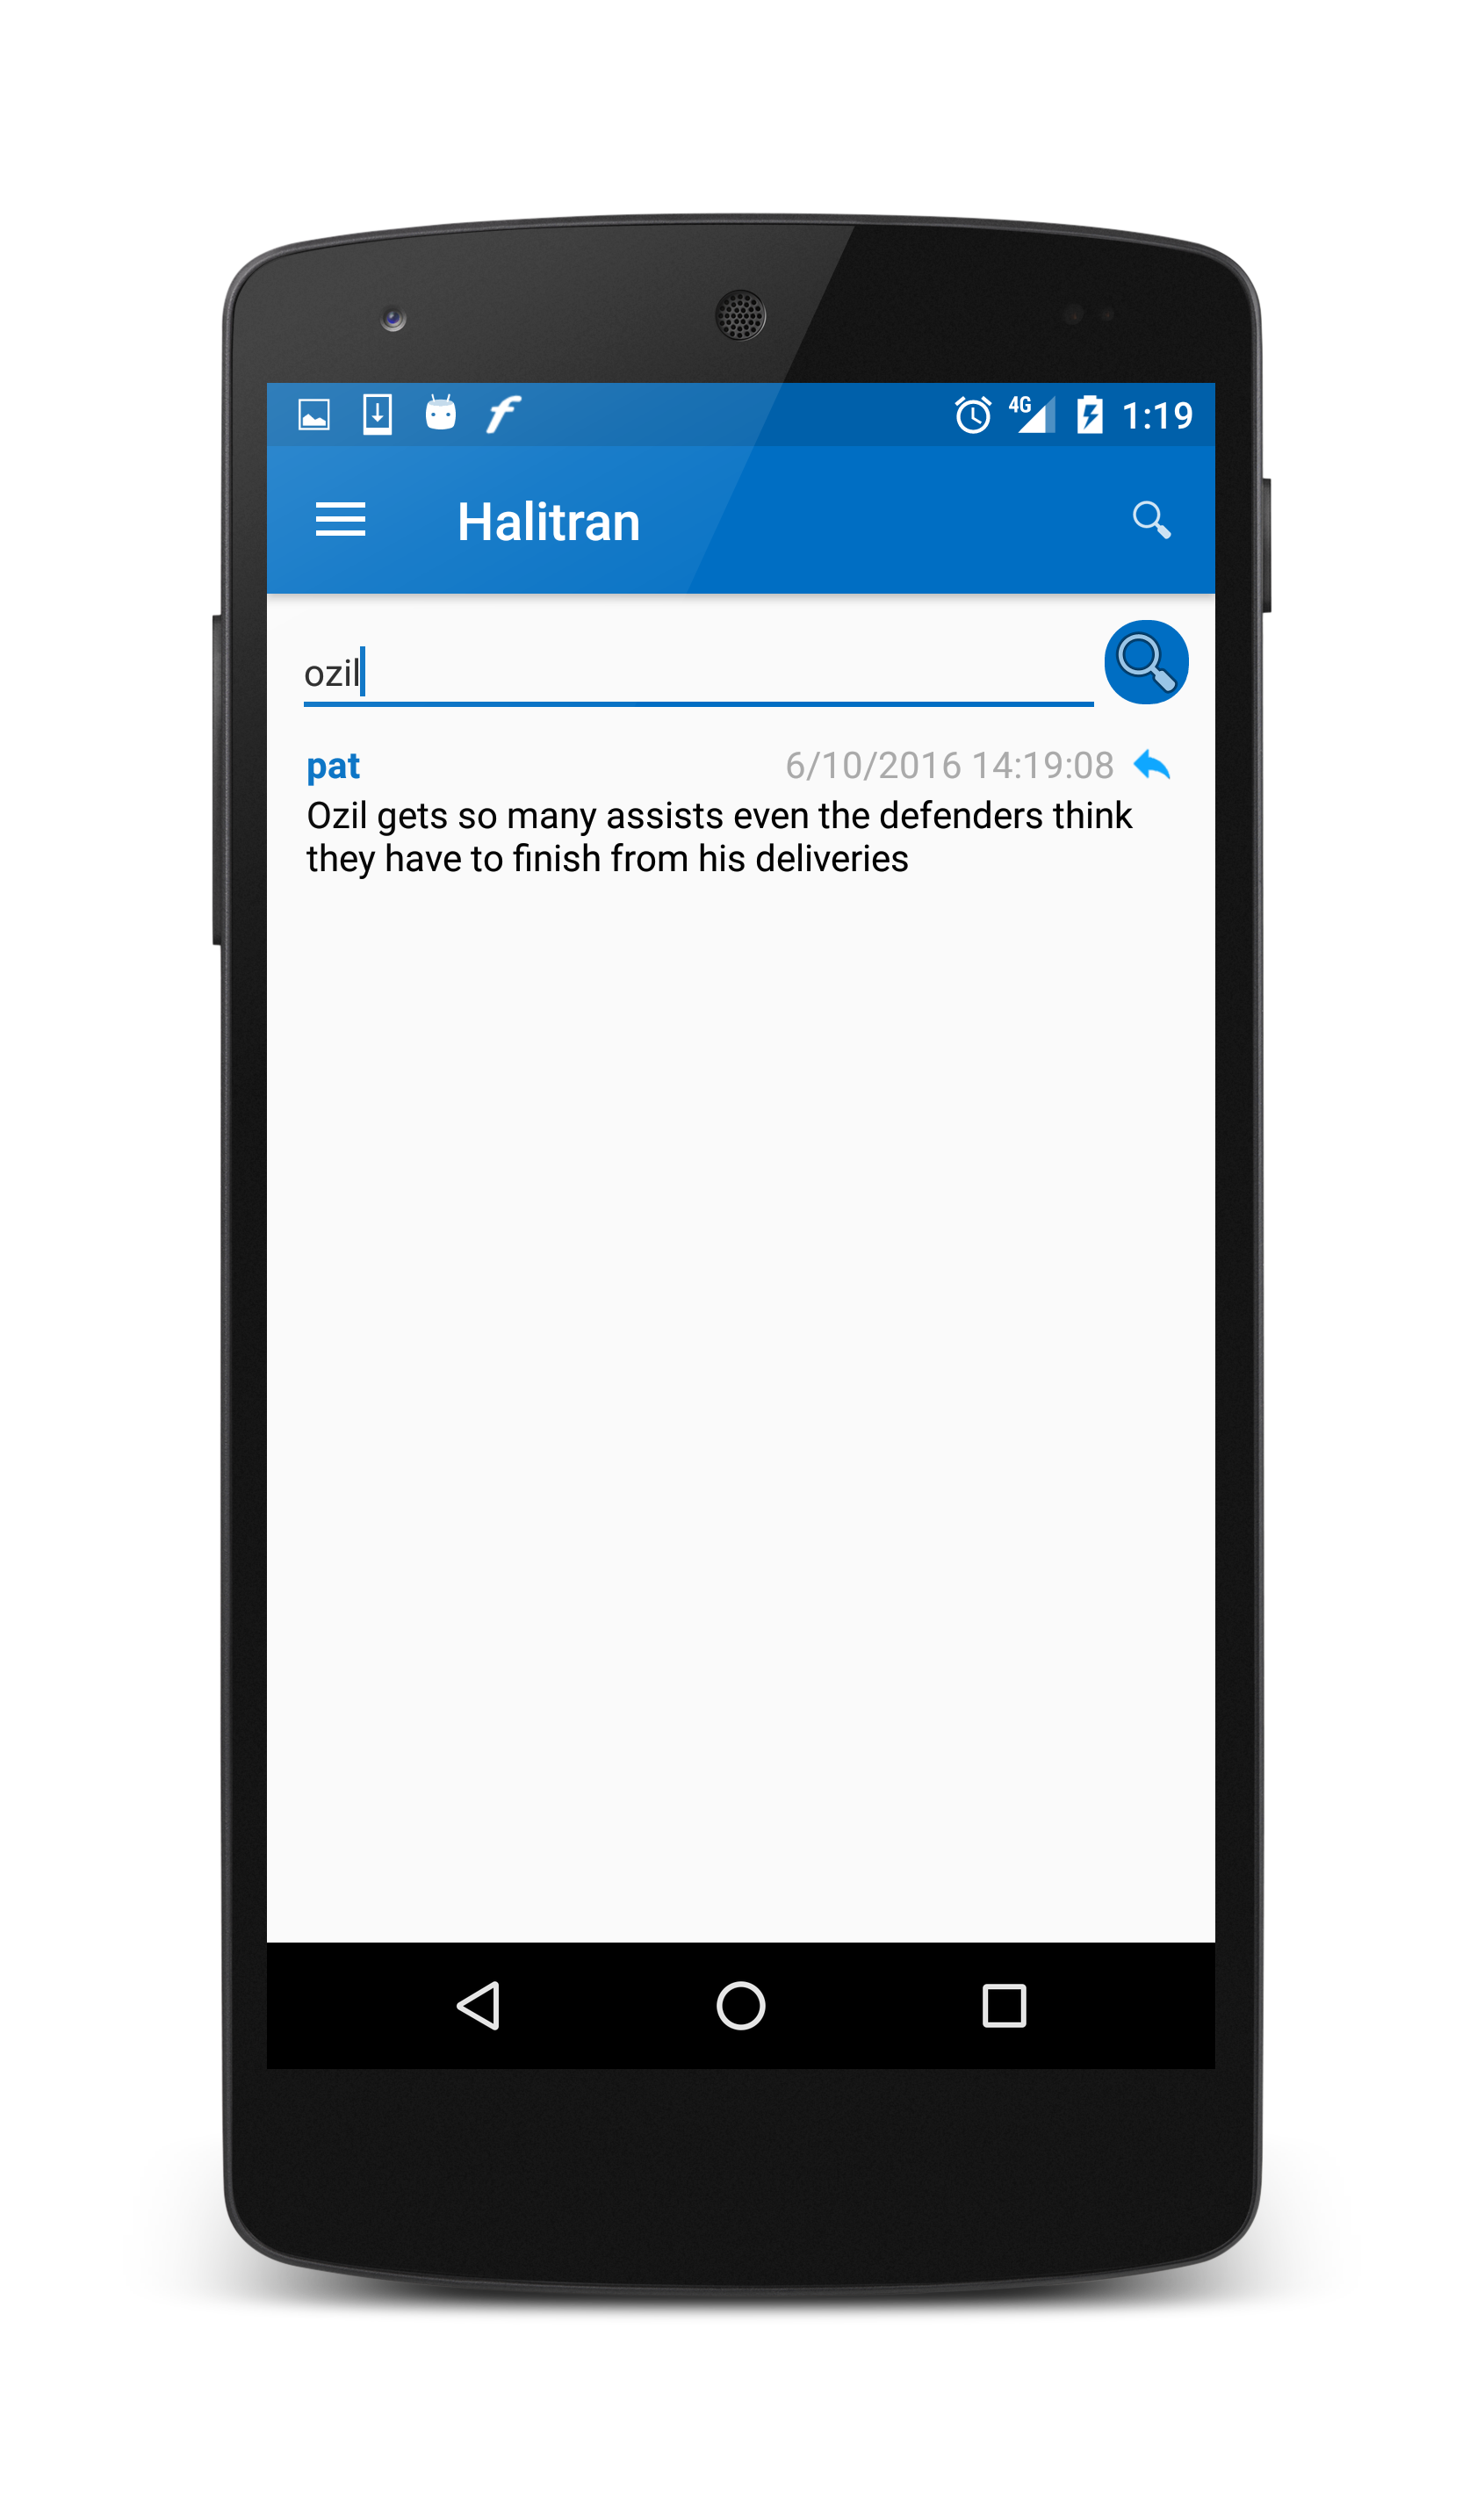 4G 1:19
Halitran
ozil
pat 6/10/2016 14:19:08
Ozil gets so many assists even the defenders think
they have to finish from his deliveries